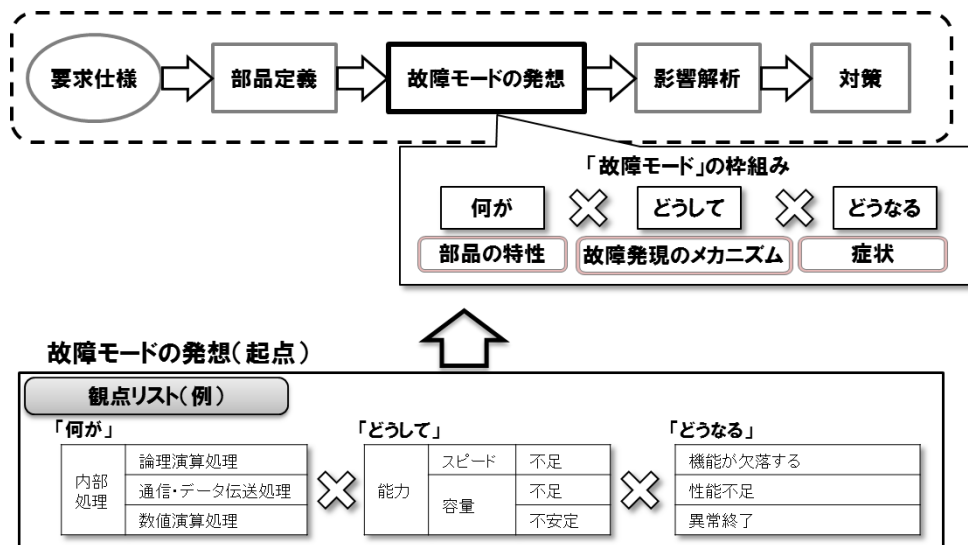 要求仕様 部品定義 故障モードの発想 影響解析 対策
「故障モード」の枠組み
何が どうして どうなる
部品の特性 故障発現のメカニズム 症状
故障モードの発想(起点)
観点リスト(例)
「何が」 「どうして」 「どうなる」
内部処理 論理演算処理 能力 スピード 不足 機能が欠落する
通信・データ伝送処理 容量 不足 性能不足
数値演算処理 不安定 異常終了